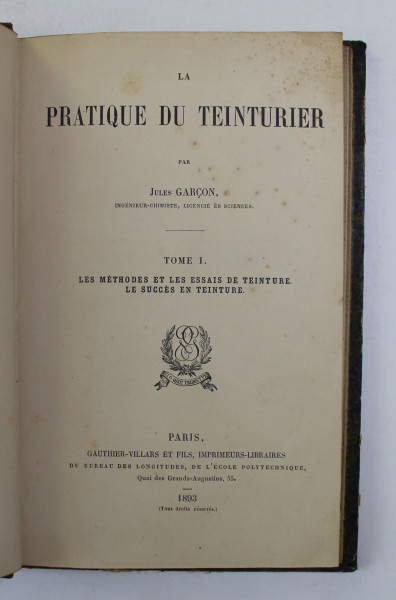 LA
PRATIQUE DU TEINTURIER
PAR
JULES GARÇON,
INGÉNIEUR-CHIMISTE, LICENCIÉ ÈS SCIENCES.
TOME I.
LES MÉTHODES ET LES ESSAIS DE TEINTURE.
LE SUCCÈS EN TEINTURE.
PARIS,
GAUTHIER-VILLARS ET FILS, IMPRIMEURS-LIBRAIRES
DU BUREAU DES LONGITUDES, DE L'ÉCOLE POLYTECHNIQUE,
Quai des Grands-Augustins, 55.
1893
(Tous droits réservés.)